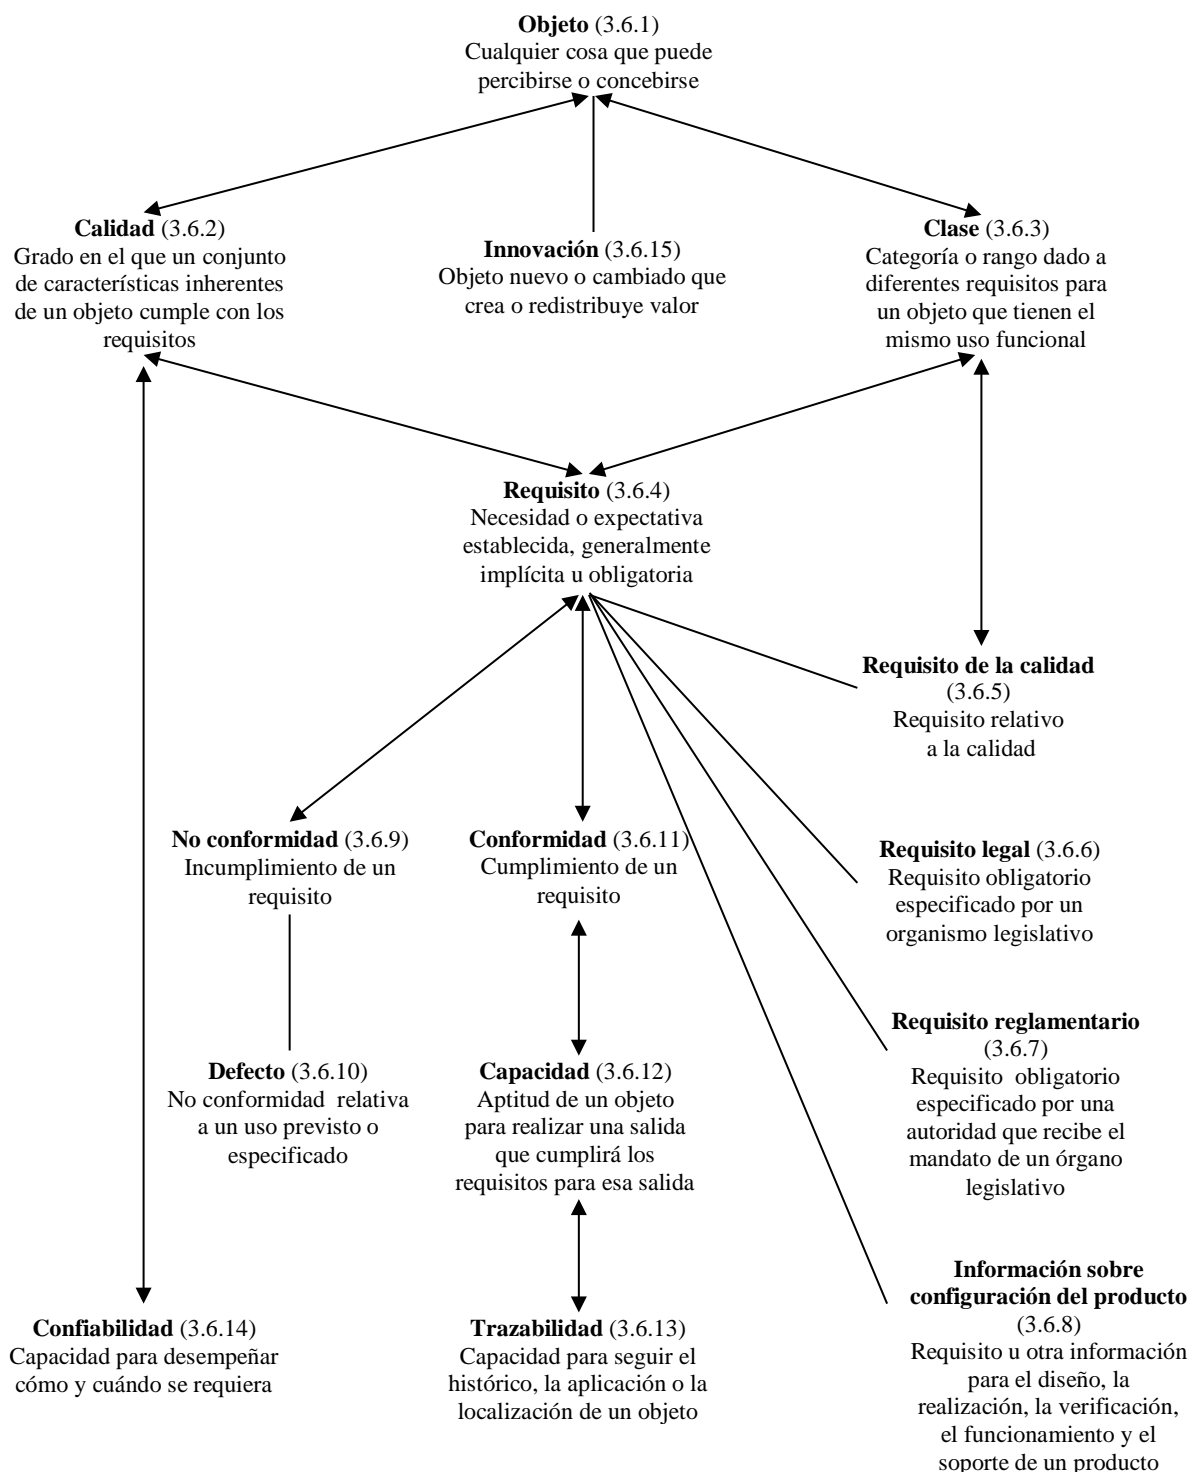 Objeto (3.6.1)
Cualquier cosa que puede
percibirse o concebirse
Calidad (3.6.2)
Grado en el que un conjunto
de características inherentes
de un objeto cumple con los
requisitos
Innovación (3.6.15)
Objeto nuevo o cambiado que
crea o redistribuye valor
Clase (3.6.3)
Categoría o rango dado a
diferentes requisitos para
un objeto que tienen el
mismo uso funcional
Requisito (3.6.4)
Necesidad o expectativa
establecida, generalmente
implícita u obligatoria
Requisito de la calidad
(3.6.5)
Requisito relativo
a la calidad
No conformidad (3.6.9)
Incumplimiento de un
requisito
Conformidad (3.6.11)
Cumplimiento de un
requisito
Requisito legal (3.6.6)
Requisito obligatorio
especificado por un
organismo legislativo
Requisito reglamentario
(3.6.7)
Requisito obligatorio
especificado por una
autoridad que recibe el
mandato de un órgano
legislativo
Defecto (3.6.10)
No conformidad relativa
a un uso previsto o
especificado
Capacidad (3.6.12)
Aptitud de un objeto
para realizar una salida
que cumplirá los
requisitos para esa salida
Confiabilidad (3.6.14)
Capacidad para desempeñar
cómo y cuándo se requiera
Trazabilidad (3.6.13)
Capacidad para seguir el
histórico, la aplicación o la
localización de un objeto
Información sobre
configuración del producto
(3.6.8)
Requisito u otra información
para el diseño, la
realización, la verificación,
el funcionamiento y el
soporte de un producto